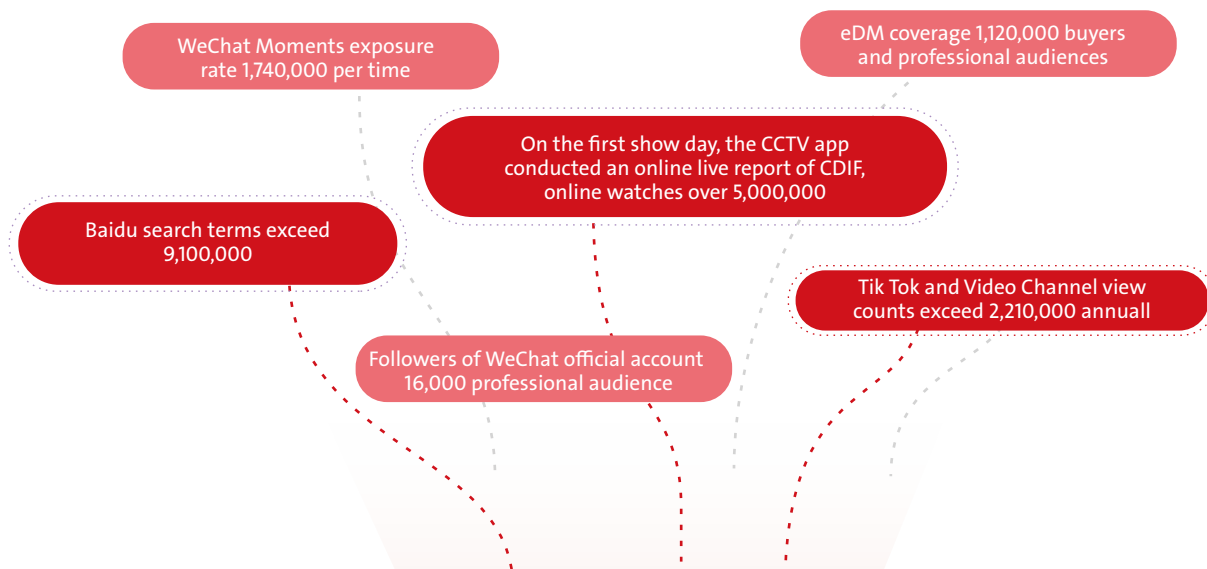 WeChat Moments exposure
rate 1,740,000 per time
eDM coverage 1,120,000 buyers
and professional audiences
On the first show day, the CCTV app
conducted an online live report of CDIF,
online watches over 5,000,000
Baidu search terms exceed
9,100,000
Tik Tok and Video Channel view
counts exceed 2,210,000 annuall
Followers of WeChat official account
16,000 professional audience